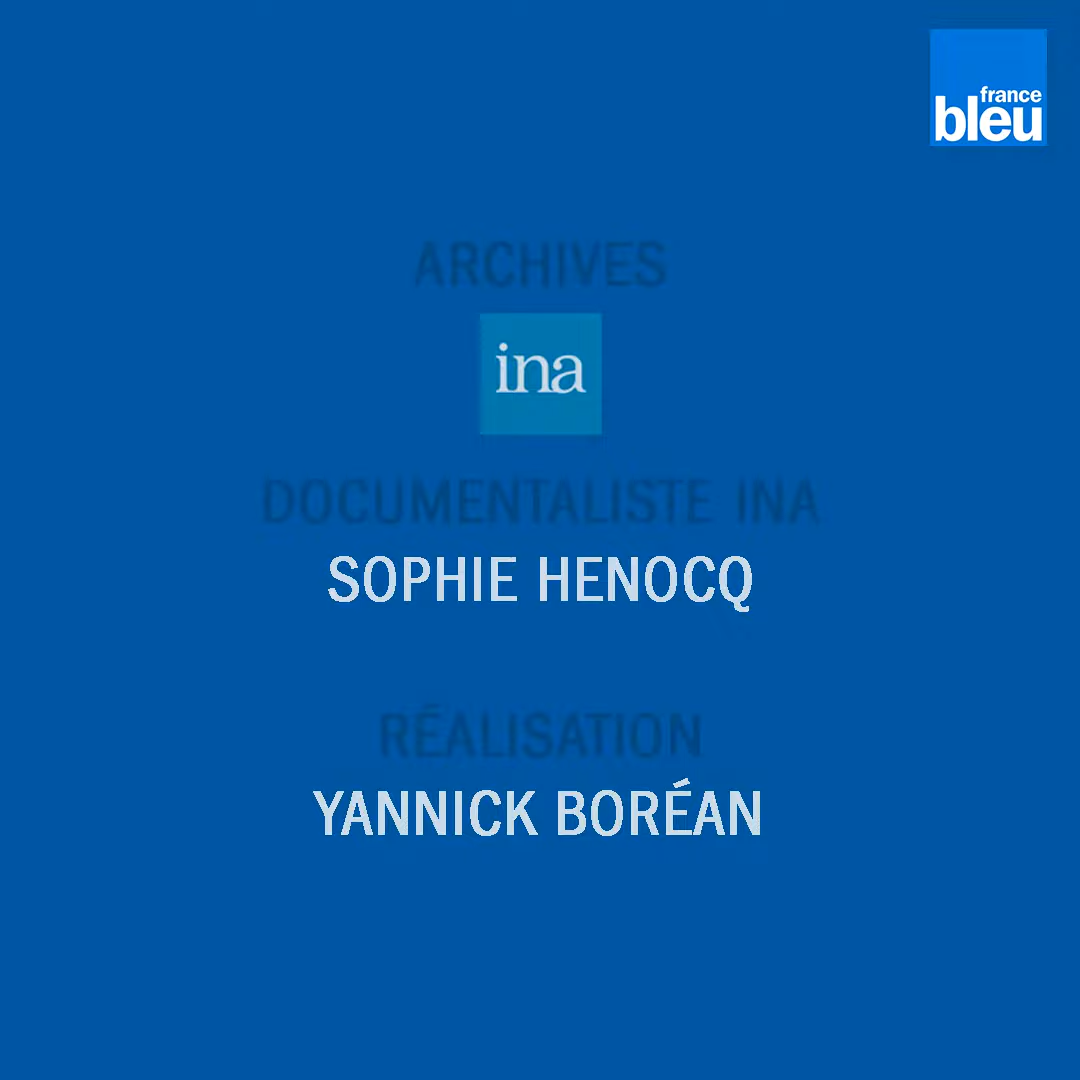 france
bleu
ARCHIVES
ina
DOCUMENTALISTE INA
SOPHIE HENOCQ
RÉALISATION
YANNICK BORÉAN